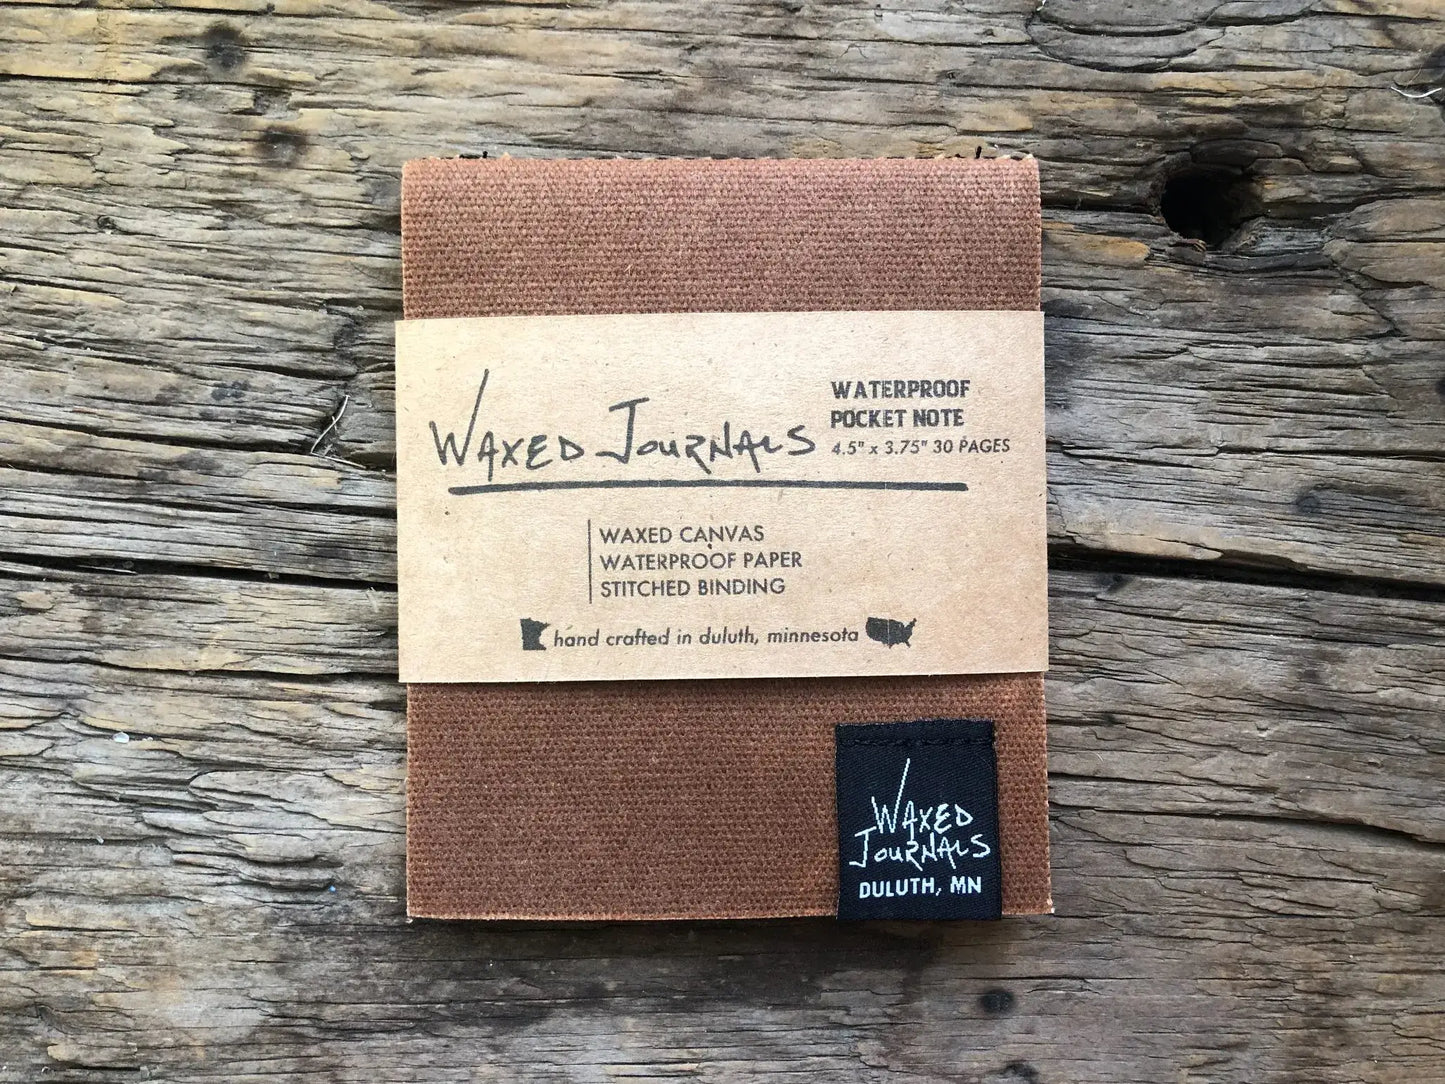 WAXED JOURNALS
WATERPROOF
POCKET NOTE
4.5" x 3.75" 30 PAGES
WAXED CANVAS
WATERPROOF PAPER
STITCHED BINDING
hand crafted in duluth, minnesota
WAXED
JOURNALS
DULUTH, MN